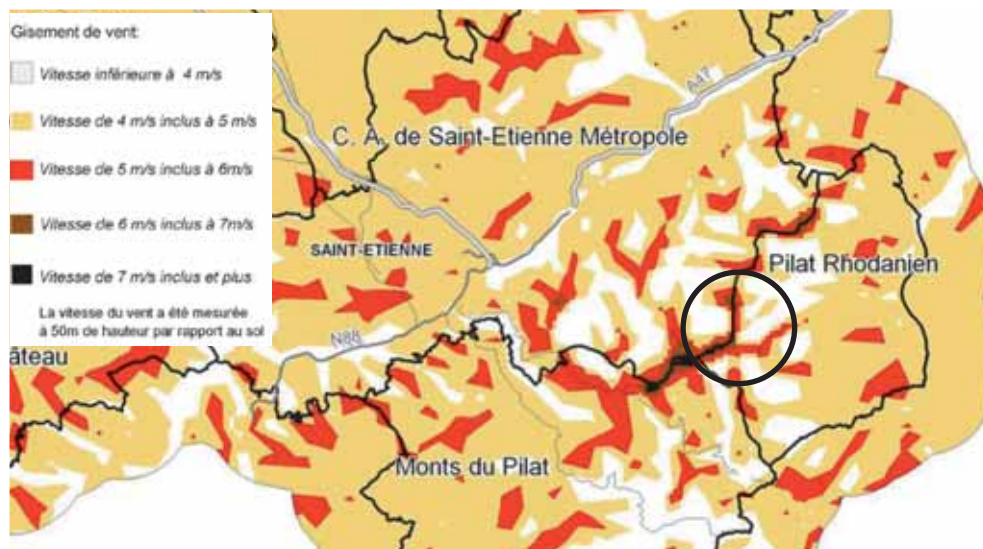 Gisement de vent:
Vitesse inférieure à 4 m/s
Vitesse de 4 m/s inclus à 5 m/s
Vitesse de 5 m/s inclus à 6m/s
Vitesse de 6 m/s inclus à 7m/s
Vitesse de 7 m/s inclus et plus
La vitesse du vent a été mesurée
à 50m de hauteur par rapport au sol
A47
C. A. de Saint-Etienne Métropole
SAINT-ETIENNE
Pilat Rhodanien
N88
âteau
Monts du Pilat